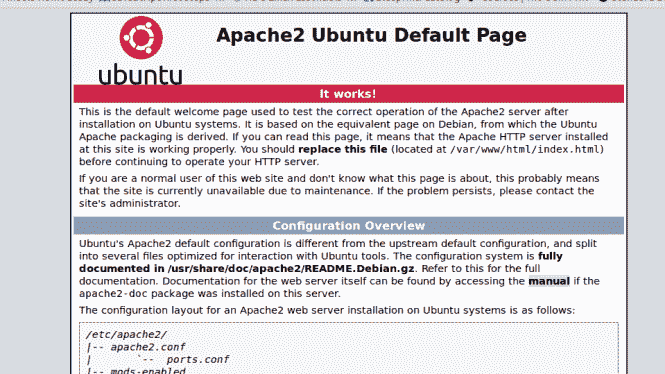 Apache2 Ubuntu Default Page
ubuntu
It works!
This is the default welcome page used to test the correct operation of the Apache2 server after
installation on Ubuntu systems. It is based on the equivalent page on Debian, from which the Ubuntu
Apache packaging is derived. If you can read this page, it means that the Apache HTTP server installed
at this site is working properly. You should replace this file (located at /var/www/html/index.html)
before continuing to operate your HTTP server.
If you are a normal user of this web site and don't know what this page is about, this probably means
that the site is currently unavailable due to maintenance. If the problem persists, please contact the
site's administrator.
Configuration Overview
Ubuntu's Apache2 default configuration is different from the upstream default configuration, and split
into several files optimized for interaction with Ubuntu tools. The configuration system is fully
documented in /usr/share/doc/apache2/README.Debian.gz. Refer to this for the full
documentation. Documentation for the web server itself can be found by accessing the manual if the
apache2-doc package was installed on this server.
The configuration layout for an Apache2 web server installation on Ubuntu systems is as follows:
/etc/apache2/
|-- apache2.conf
|       `--  ports.conf
|-- mods-enabled